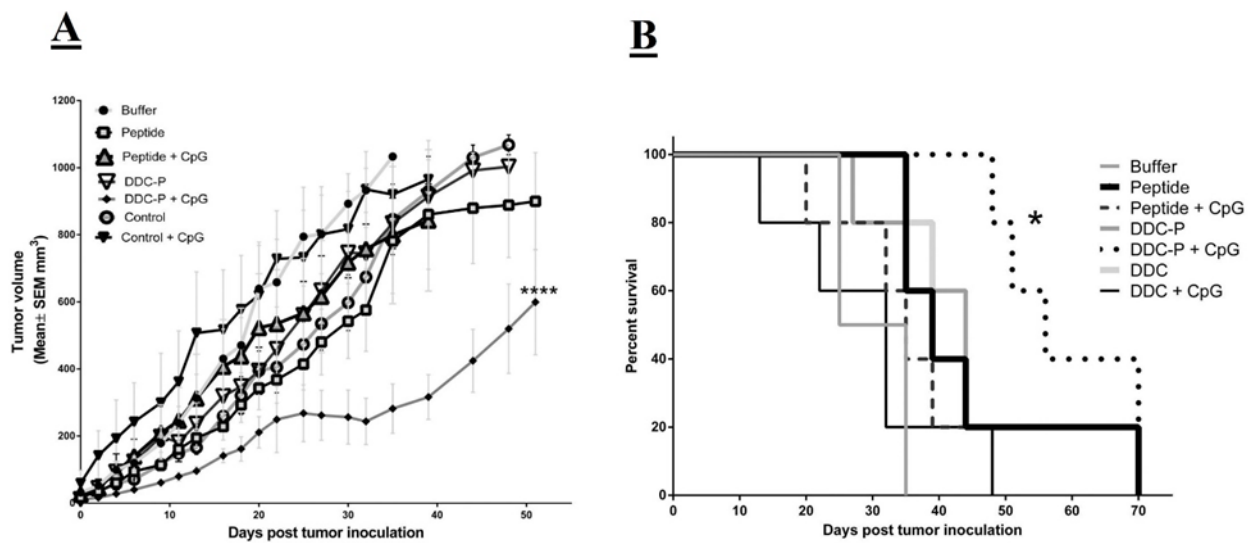 A
1200
1000
800
600
400
200
0
Tumor volume
(Mean± SEM mm³)
Buffer
Peptide
Peptide + CpG
DDC-P
DDC-P + CpG
Control
Control + CpG
****
0 10 20 30 40 50
Days post tumor inoculation
B
100
80
60
40
20
0
Percent survival
*
Buffer
Peptide
Peptide + CpG
DDC-P
DDC-P + CpG
DDC
DDC + CpG
0 10 20 30 40 50 60 70
Days post tumor inoculation